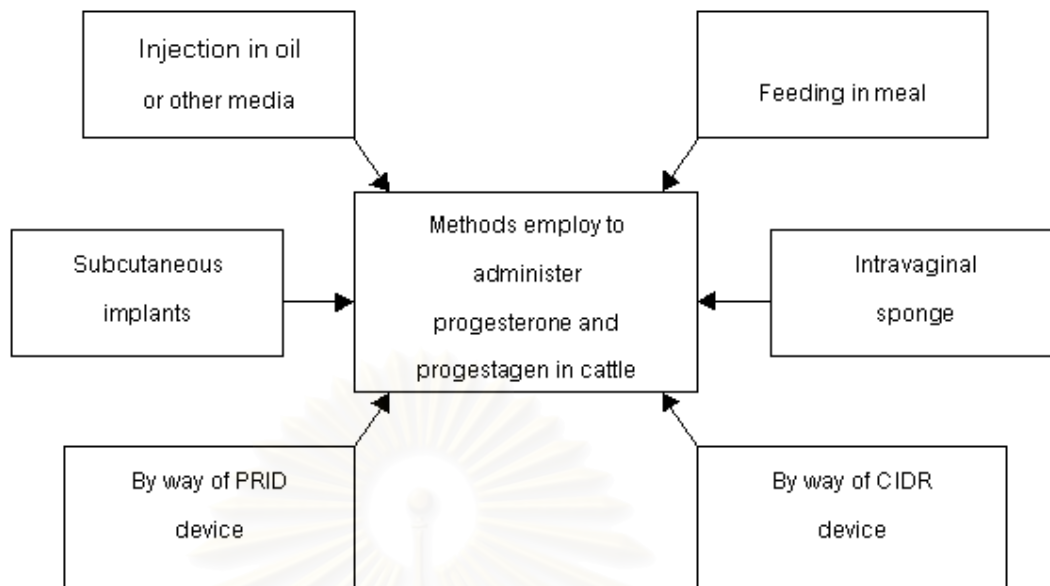 Injection in oil
or other media
Feeding in meal
Subcutaneous
implants
Methods employ to
administer
progesterone and
progestagen in cattle
Intravaginal
sponge
By way of PRID
device
By way of CIDR
device